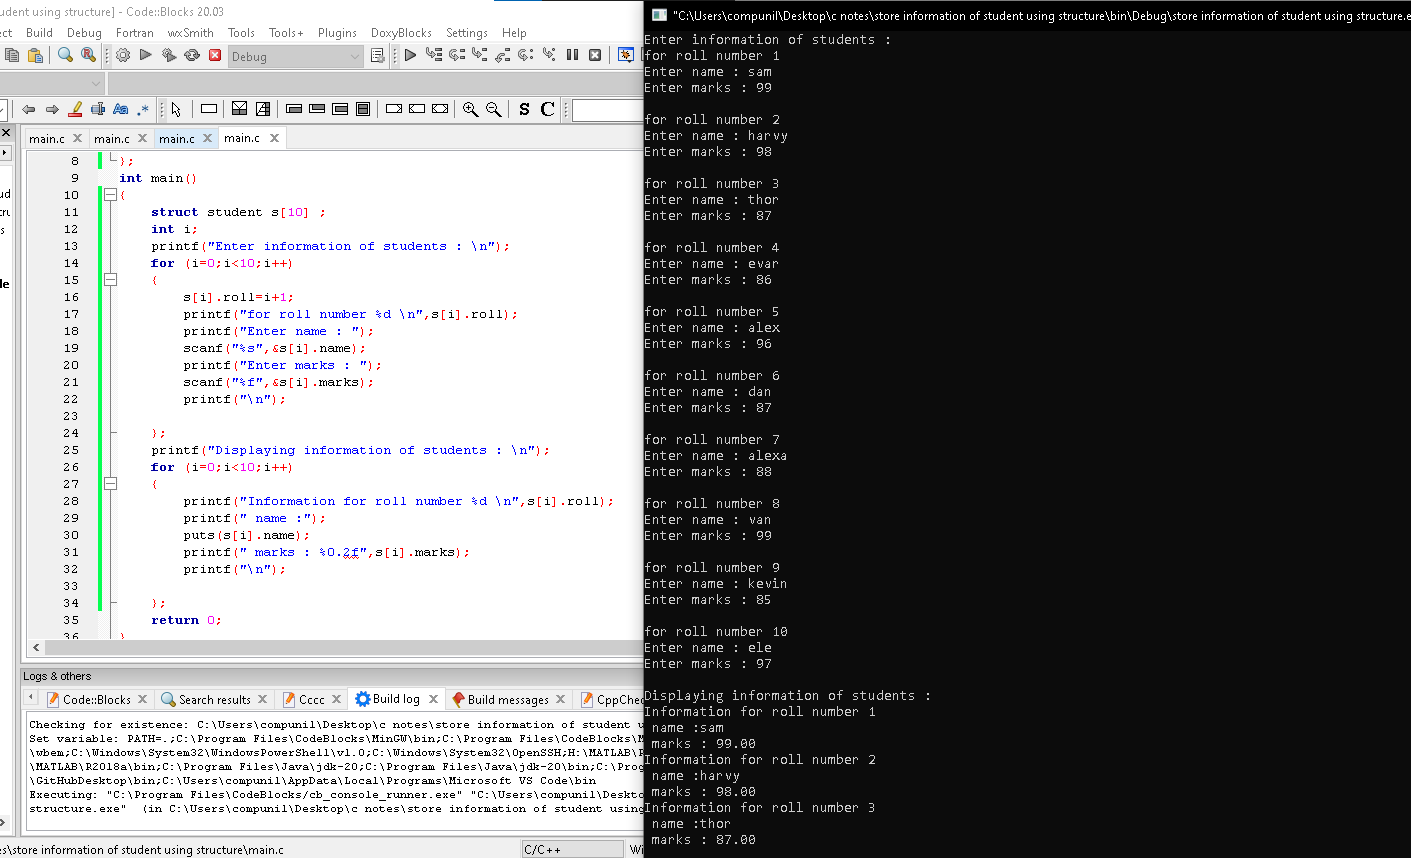 udent using structure] - Code::Blocks 20.03
ect Build Debug Fortran wxSmith Tools Tools+ Plugins DoxyBlocks Settings Help
Debug
Aa .* S C
main.c main.c main.c main.c
8 };
9 int main()
10 {
11 struct student s[10] ;
12 int i;
13 printf("Enter information of students : \n");
14 for (i=0;i<10;i++)
15 {
16 s[i].roll=i+1;
17 printf("for roll number %d \n",s[i].roll);
18 printf("Enter name : ");
19 scanf("%s",&s[i].name);
20 printf("Enter marks : ");
21 scanf("%f",&s[i].marks);
22 printf("\n");
23
24 };
25 printf("Displaying information of students : \n");
26 for (i=0;i<10;i++)
27 {
28 printf("Information for roll number %d \n",s[i].roll);
29 printf(" name :");
30 puts(s[i].name);
31 printf(" marks : %0.2f",s[i].marks);
32 printf("\n");
33
34 };
35 return 0;
36 }
Logs & others
Code::Blocks Search results Cccc Build log Build messages CppChec
Checking for existence: C:\Users\compunil\Desktop\c notes\store information of student u
Set variable: PATH=.;C:\Program Files\CodeBlocks\MinGW\bin;C:\Program Files\CodeBlocks\M
\wbem;C:\Windows\System32\WindowsPowerShell\v1.0;C:\Windows\System32\OpenSSH;H:\MATLAB\R
\MATLAB\R2018a\bin;C:\Program Files\Java\jdk-20;C:\Program Files\Java\jdk-20\bin;C:\Prog
\GitHubDesktop\bin;C:\Users\compunil\AppData\Local\Programs\Microsoft VS Code\bin
Executing: "C:\Program Files\CodeBlocks/cb_console_runner.exe" "C:\Users\compunil\Deskto
structure.exe" (in C:\Users\compunil\Desktop\c notes\store information of student using
s\store information of student using structure\main.c C/C++ Wi
"C:\Users\compunil\Desktop\c notes\store information of student using structure\bin\Debug\store information of student using structure.e
Enter information of students :
for roll number 1
Enter name : sam
Enter marks : 99
for roll number 2
Enter name : harvy
Enter marks : 98
for roll number 3
Enter name : thor
Enter marks : 87
for roll number 4
Enter name : evar
Enter marks : 86
for roll number 5
Enter name : alex
Enter marks : 96
for roll number 6
Enter name : dan
Enter marks : 87
for roll number 7
Enter name : alexa
Enter marks : 88
for roll number 8
Enter name : van
Enter marks : 99
for roll number 9
Enter name : kevin
Enter marks : 85
for roll number 10
Enter name : ele
Enter marks : 97
Displaying information of students :
Information for roll number 1
name :sam
marks : 99.00
Information for roll number 2
name :harvy
marks : 98.00
Information for roll number 3
name :thor
marks : 87.00